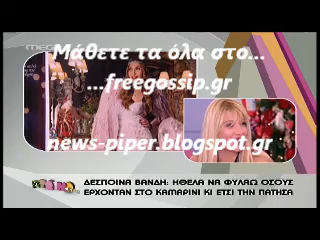 MEGA
Μάθετε τα όλα στο...
...freegossip.gr
news-piper.blogspot.gr
ΔΕΣΠΟΙΝΑ ΒΑΝΔΗ: ΗΘΕΛΑ ΝΑ ΦΥΛΑΩ ΟΣΟΥΣ
ΕΡΧΟΝΤΑΝ ΣΤΟ ΚΑΜΑΡΙΝΙ ΚΙ ΕΤΣΙ ΤΗΝ ΠΑΤΗΣΑ